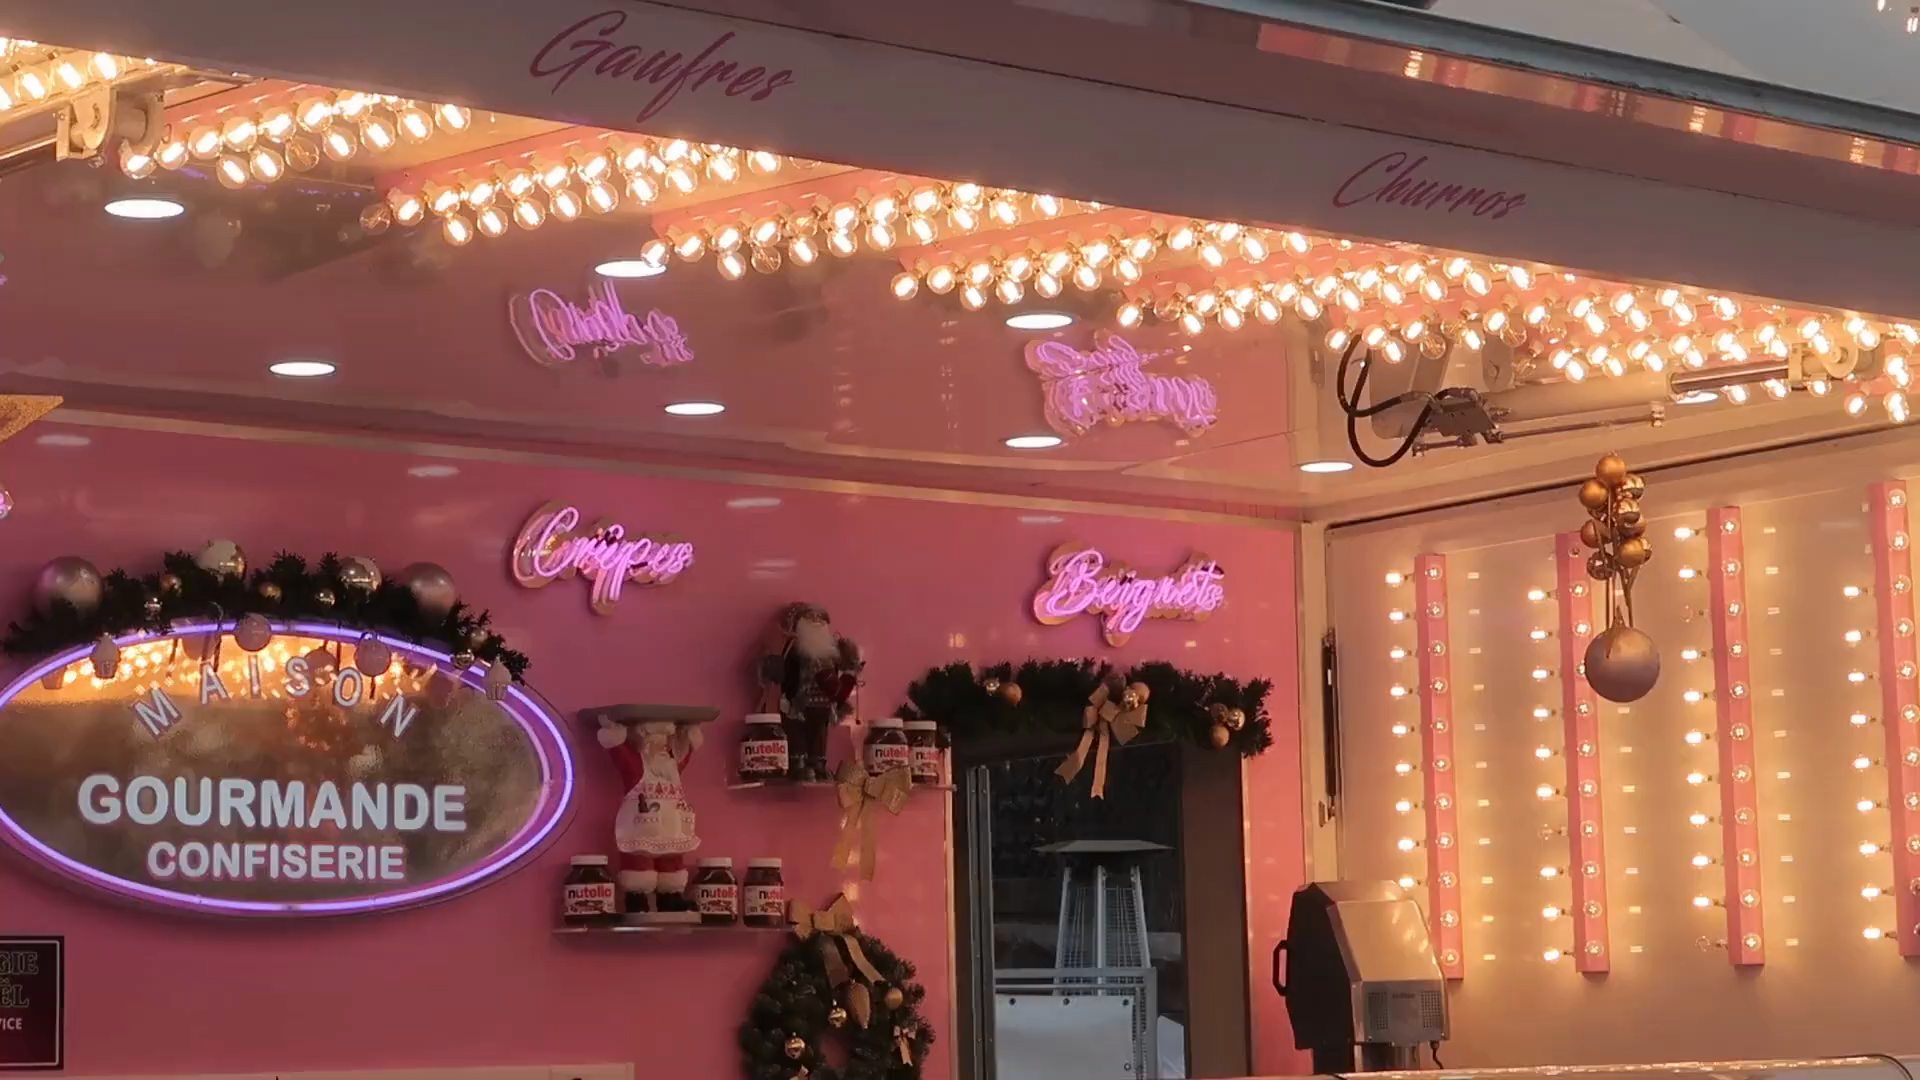 Gaufres
Churros
Crêpes
Beignets
MAISON
GOURMANDE
CONFISERIE
nutella
nutella
nutella
nutella